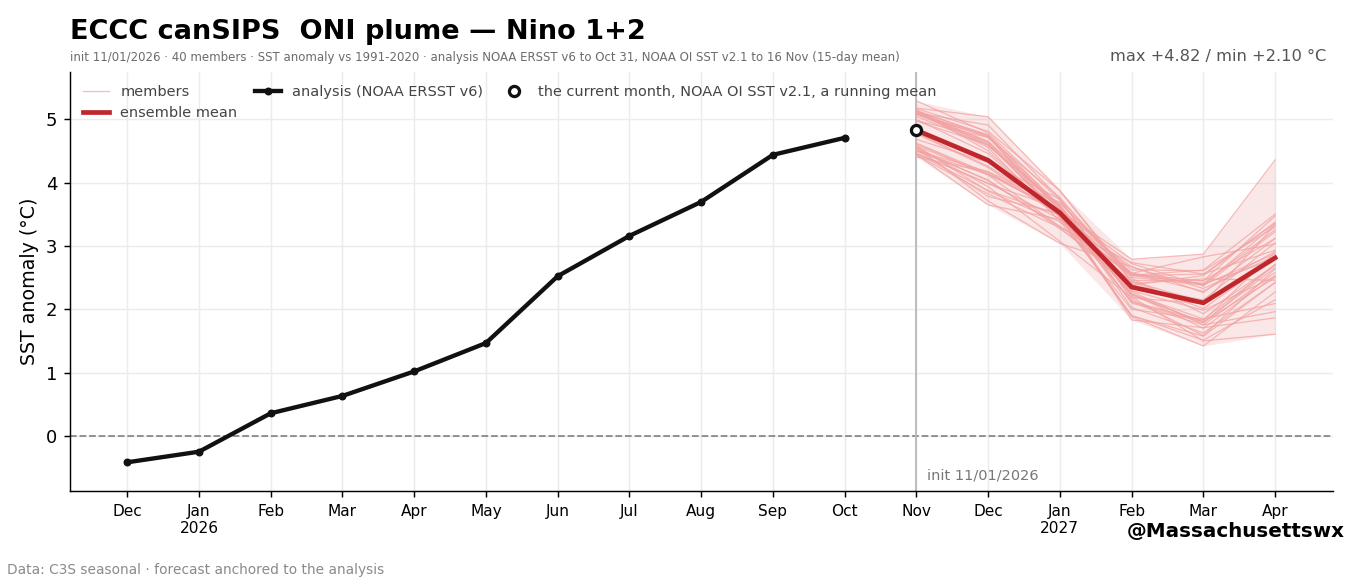 ECCC canSIPS  ONI plume — Nino 1+2
init 11/01/2026 · 40 members · SST anomaly vs 1991-2020 · analysis NOAA ERSST v6 to Oct 31, NOAA OI SST v2.1 to 16 Nov (15-day mean)
max +4.82 / min +2.10 °C
members
ensemble mean
analysis (NOAA ERSST v6)
the current month, NOAA OI SST v2.1, a running mean
SST anomaly (°C)
5
4
3
2
1
0
init 11/01/2026
Dec Jan Feb Mar Apr May Jun Jul Aug Sep Oct Nov Dec Jan Feb Mar Apr
2026 2027
@Massachusettswx
Data: C3S seasonal · forecast anchored to the analysis